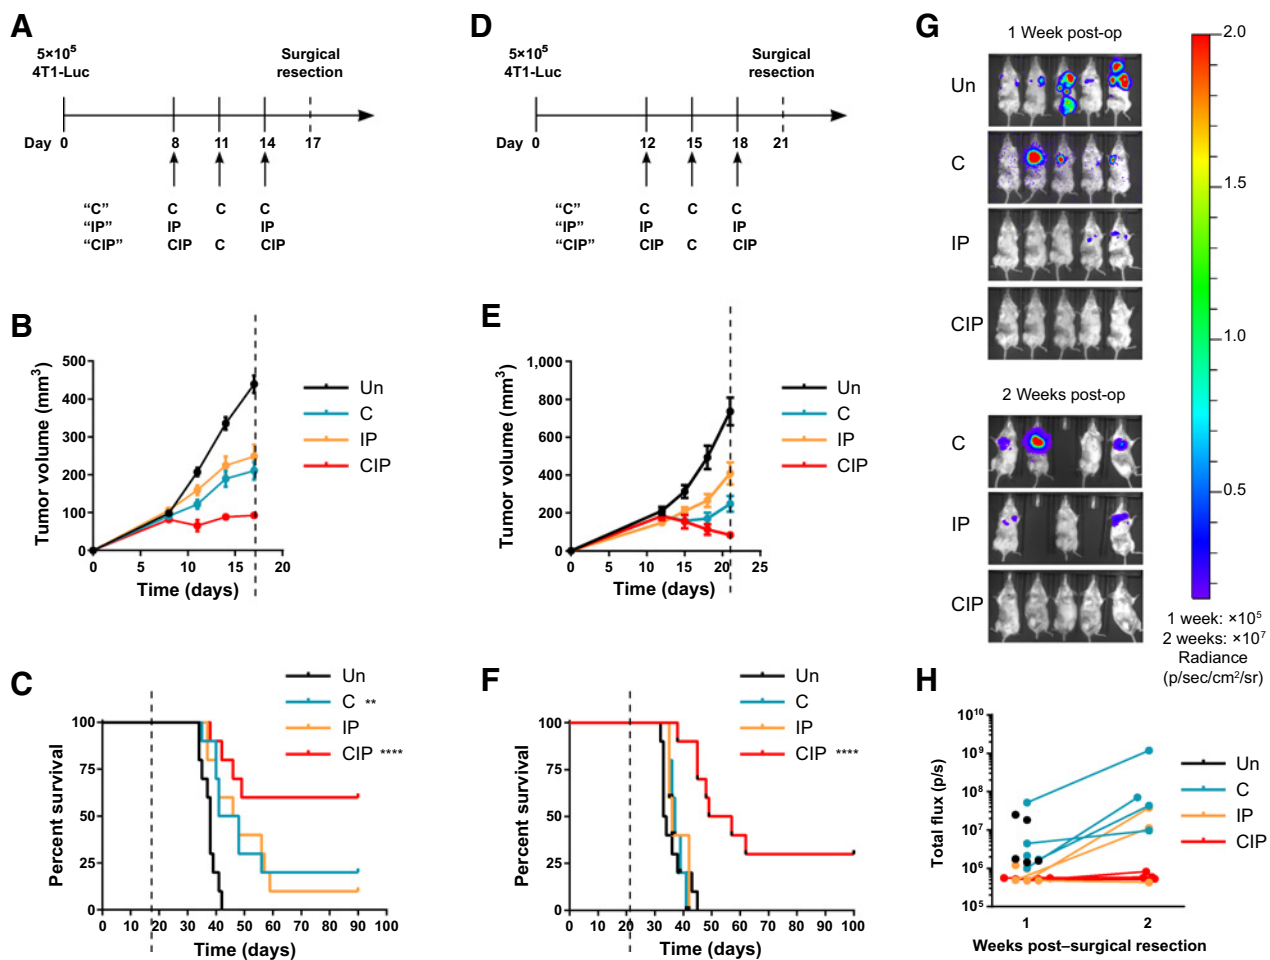 A
5×10⁵
4T1-Luc
Surgical
resection
Day 0 8 11 14 17
“C” C C C
“IP” IP IP
“CIP” CIP C CIP
D
5×10⁵
4T1-Luc
Surgical
resection
Day 0 12 15 18 21
“C” C C C
“IP” IP IP
“CIP” CIP C CIP
B
Tumor volume (mm³)
500
400
300
200
100
0
0 5 10 15 20
Time (days)
Un
C
IP
CIP
E
Tumor volume (mm³)
1,000
800
600
400
200
0
0 5 10 15 20 25
Time (days)
Un
C
IP
CIP
C
Percent survival
100
75
50
25
0
0 10 20 30 40 50 60 70 80 90 100
Time (days)
Un
C **
IP
CIP ****
F
Percent survival
100
75
50
25
0
0 10 20 30 40 50 60 70 80 90 100
Time (days)
Un
C
IP
CIP ****
G
1 Week post-op
Un
C
IP
CIP
2 Weeks post-op
C
IP
CIP
2.0
1.5
1.0
0.5
1 week: ×10⁵
2 weeks: ×10⁷
Radiance
(p/sec/cm²/sr)
H
Total flux (p/s)
10¹⁰
10⁹
10⁸
10⁷
10⁶
10⁵
1 2
Weeks post–surgical resection
Un
C
IP
CIP